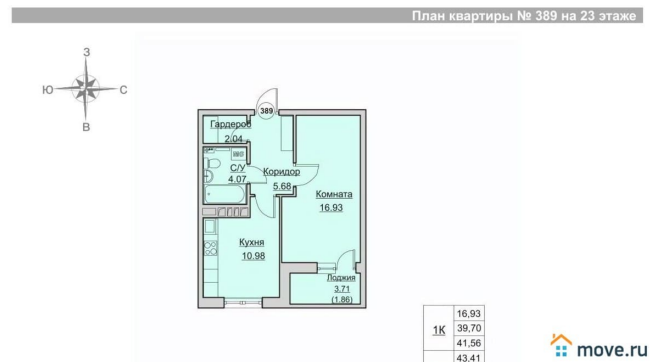 План квартиры № 389 на 23 этаже
З
Ю С
В
389
Гардероб
2.04
С/У
4.07
Коридор
5.68
Комната
16.93
Кухня
10.98
Лоджия
3.71
(1.86)
16,93
1К 39,70
41,56
43,41
move.ru